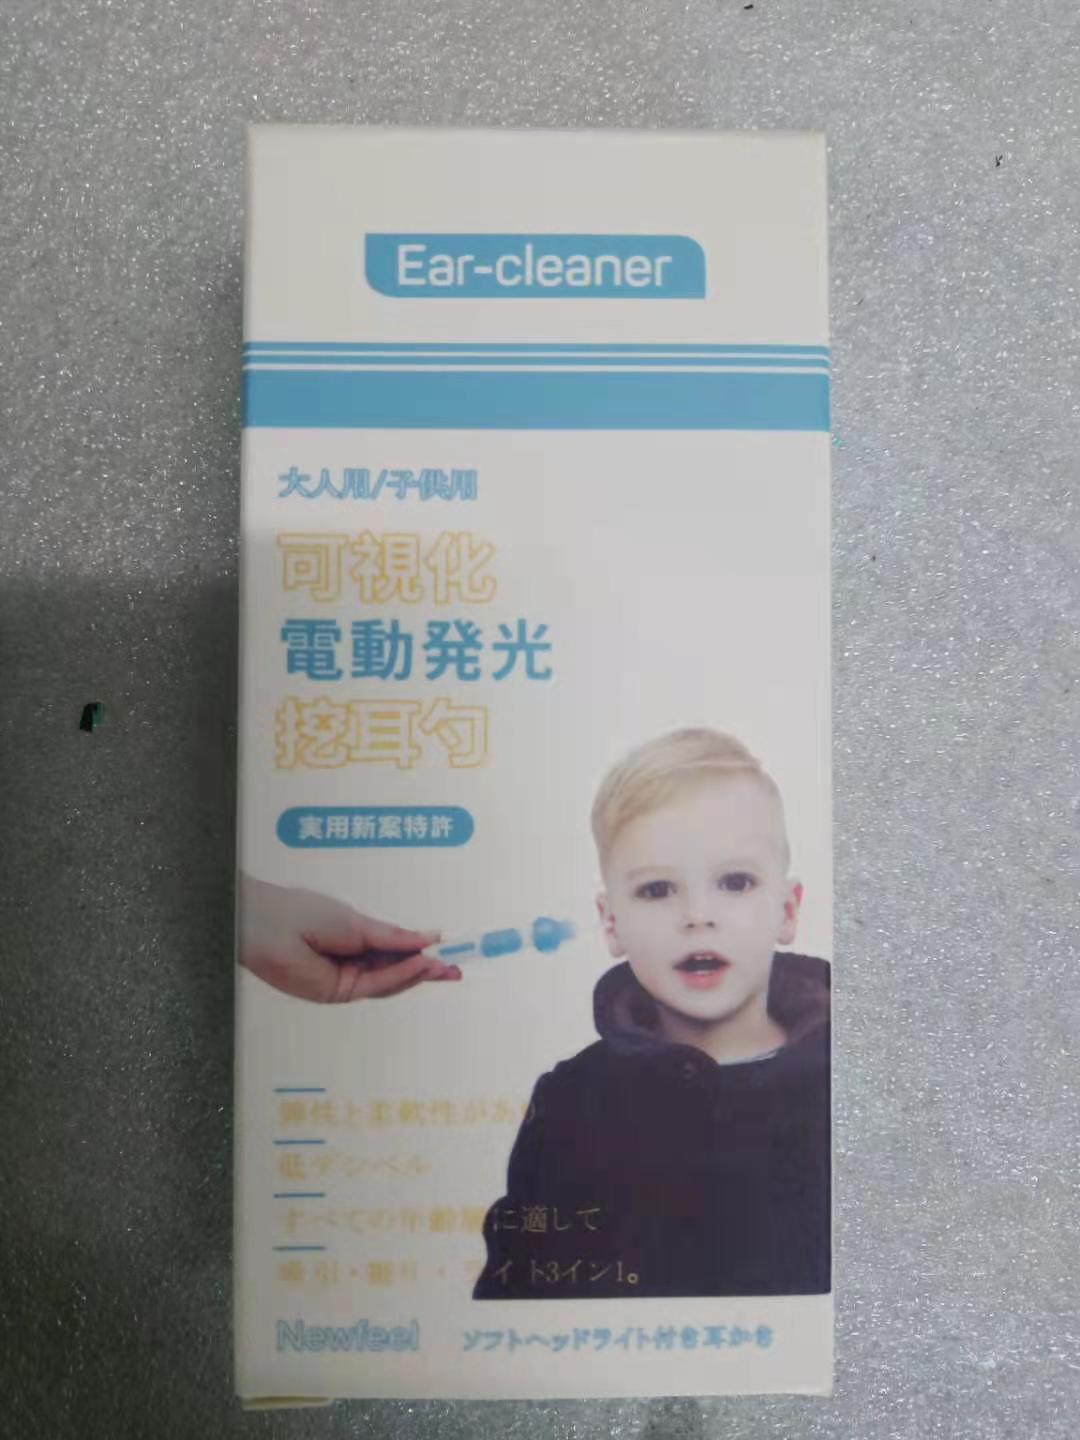 Ear-cleaner
大人用/子供用
可視化
電動発光
挖耳勺
実用新案特許
弾性と柔軟性があり
低デシベル
すべての年齢層に適して
吸引・掘り・ライト3イン1。
Newfeel
ソフトヘッドライト付き耳かき